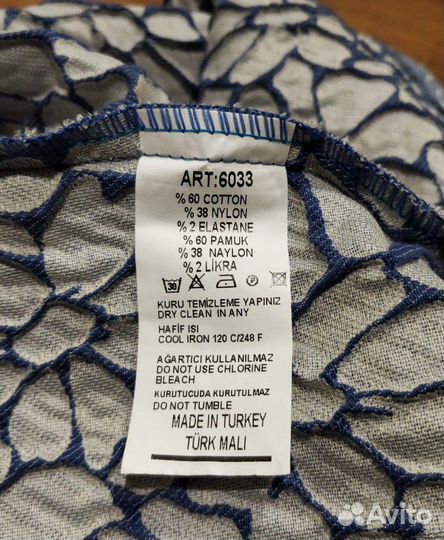 ART:6033
% 60 COTTON
% 38 NYLON
% 2 ELASTANE
% 60 PAMUK
% 38 NAYLON
% 2 LİKRA
30
KURU TEMİZLEME YAPINIZ
DRY CLEAN IN ANY
HAFİF ISI
COOL IRON 120 C/248 F
AĞARTICI KULLANILMAZ
DO NOT USE CHLORINE
BLEACH
KURUTUCUDA KURUTULMAZ
DO NOT TUMBLE
MADE IN TURKEY
TÜRK MALI
Avito